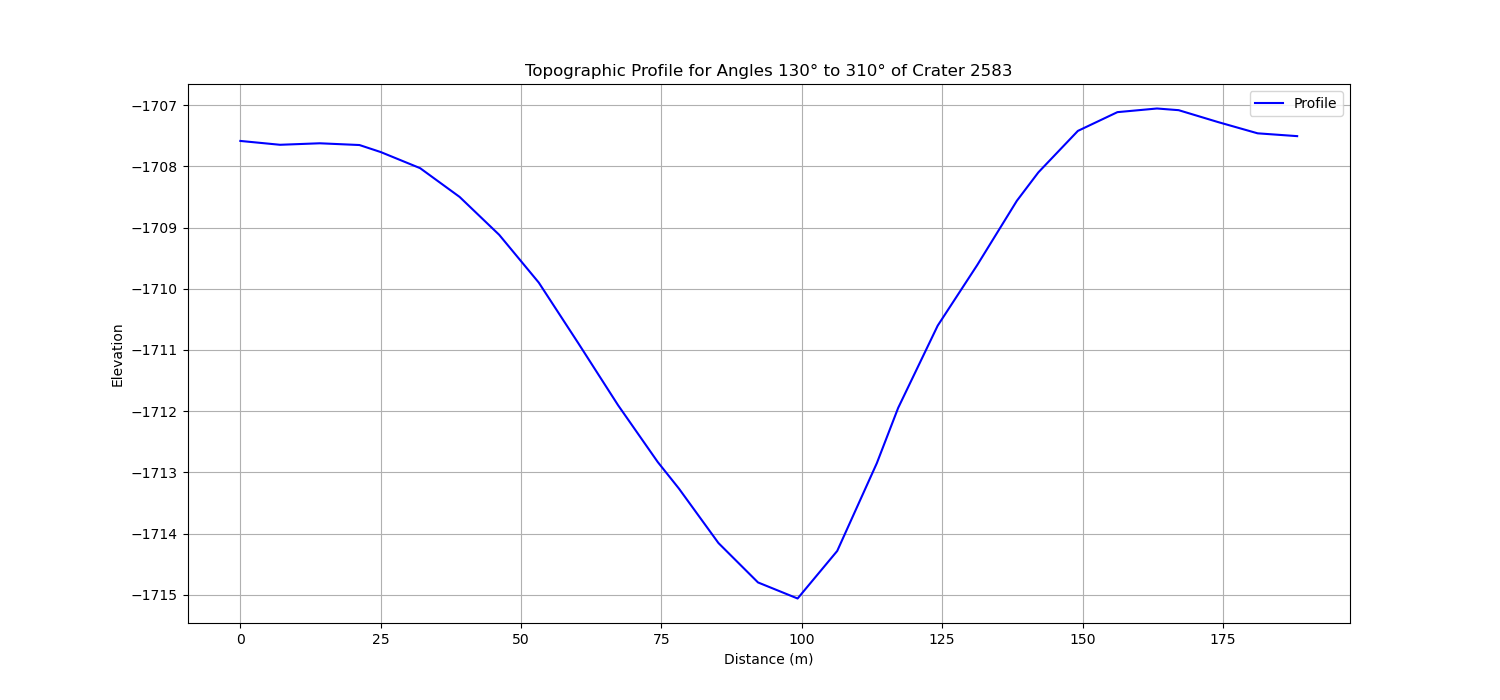 Topographic Profile for Angles 130° to 310° of Crater 2583
Profile
−1707
−1708
−1709
−1710
−1711
−1712
−1713
−1714
−1715
Elevation
0 25 50 75 100 125 150 175
Distance (m)